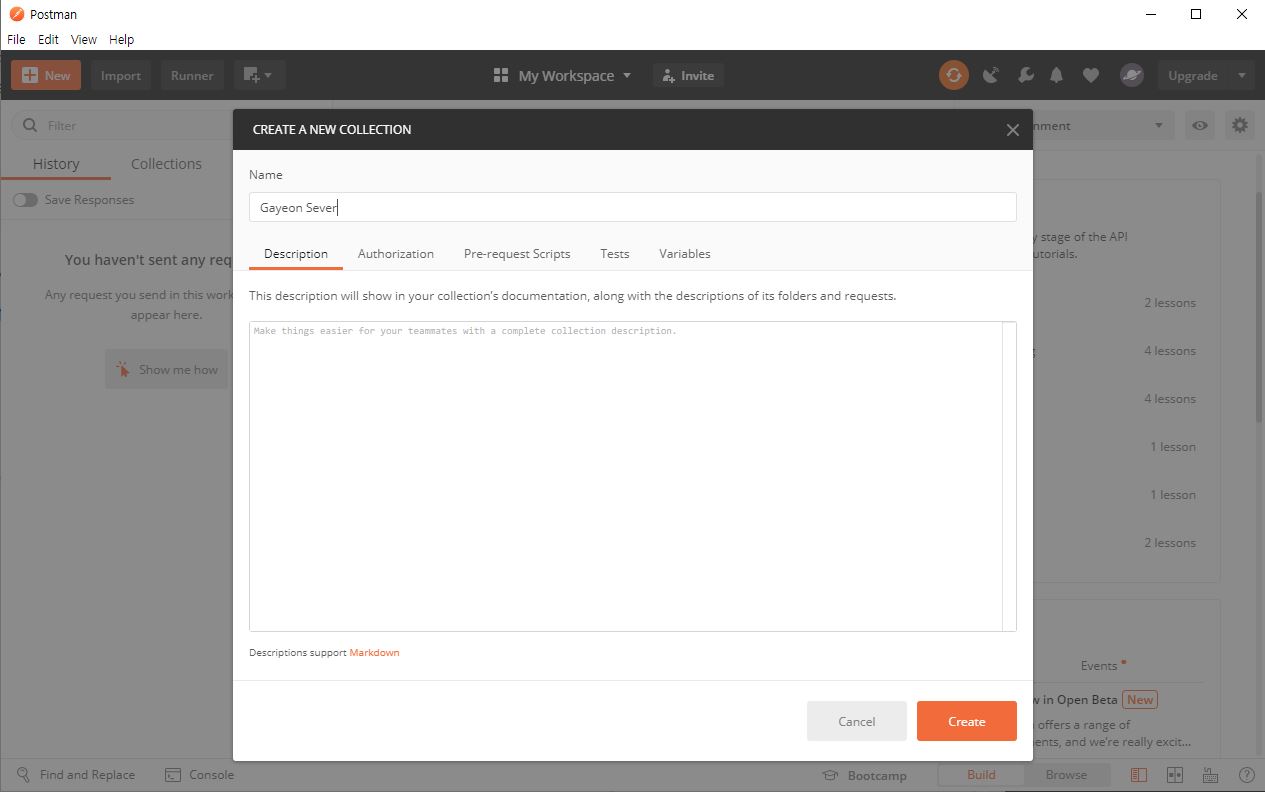 Postman
File Edit View Help
New Import Runner My Workspace Invite Upgrade
Filter
History Collections
Save Responses
You haven't sent any req
Any request you send in this work
appear here.
Show me how
CREATE A NEW COLLECTION
Name
Gayeon Sever
Description Authorization Pre-request Scripts Tests Variables
This description will show in your collection's documentation, along with the descriptions of its folders and requests.
Make things easier for your teammates with a complete collection description.
Descriptions support Markdown
Cancel Create
nment
y stage of the API
utorials.
2 lessons
g 4 lessons
4 lessons
1 lesson
1 lesson
2 lessons
Events
w in Open Beta New
offers a range of
ents, and we're really excit...
Find and Replace Console Bootcamp Build Browse